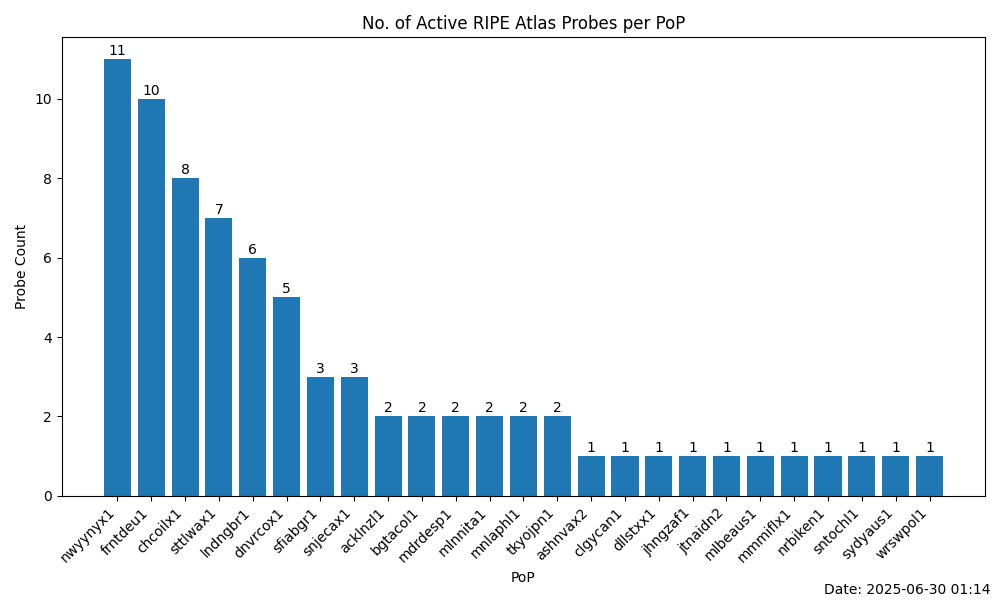 No. of Active RIPE Atlas Probes per PoP
Probe Count
10
8
6
4
2
0
11
10
8
7
6
5
3
3
2
2
2
2
2
2
1
1
1
1
1
1
1
1
1
1
1
nwyynyx1
frntdeu1
chcoilx1
sttlwax1
lndngbr1
dnvrcox1
sfiabgr1
snjecax1
acklnzl1
bgtacol1
mdrdesp1
mlnnita1
mnlaphl1
tkyojpn1
ashnvax2
clgycan1
dllstxx1
jhngzaf1
jtnaidn2
mlbeaus1
mmmiflx1
nrbiken1
sntochl1
sydyaus1
wrswpol1
PoP
Date: 2025-06-30 01:14